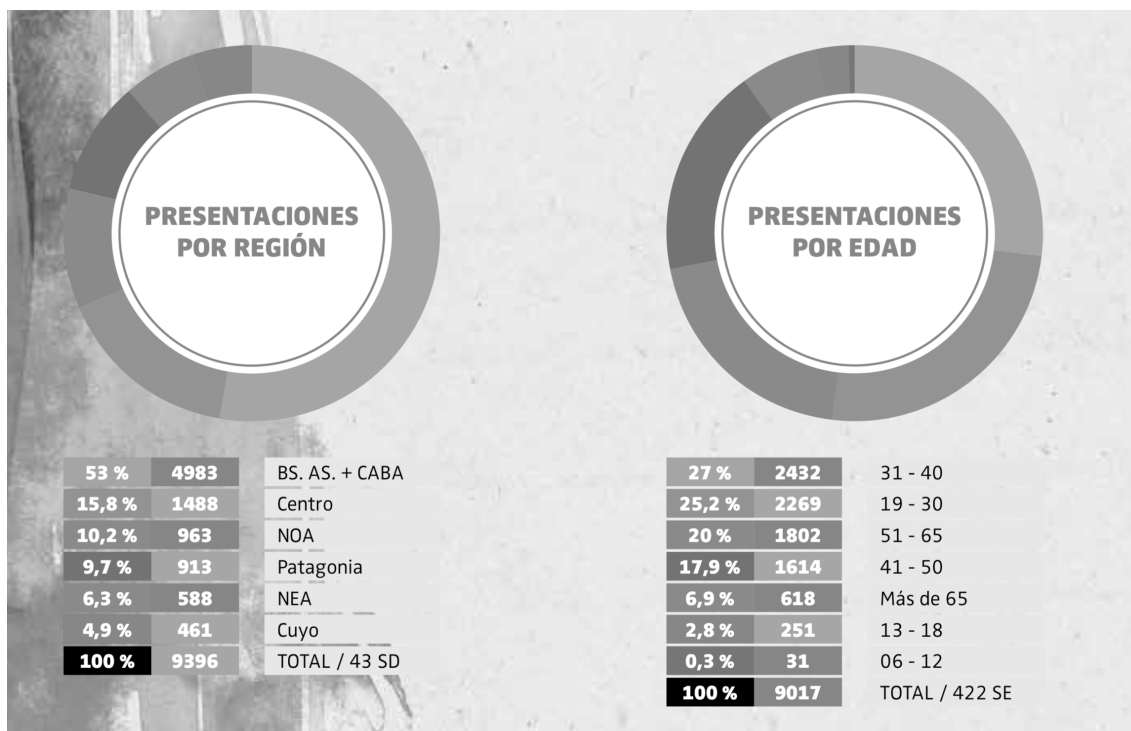 PRESENTACIONES
POR REGIÓN
53 % 4983 BS. AS. + CABA
15,8 % 1488 Centro
10,2 % 963 NOA
9,7 % 913 Patagonia
6,3 % 588 NEA
4,9 % 461 Cuyo
100 % 9396 TOTAL / 43 SD
PRESENTACIONES
POR EDAD
27 % 2432 31 - 40
25,2 % 2269 19 - 30
20 % 1802 51 - 65
17,9 % 1614 41 - 50
6,9 % 618 Más de 65
2,8 % 251 13 - 18
0,3 % 31 06 - 12
100 % 9017 TOTAL / 422 SE